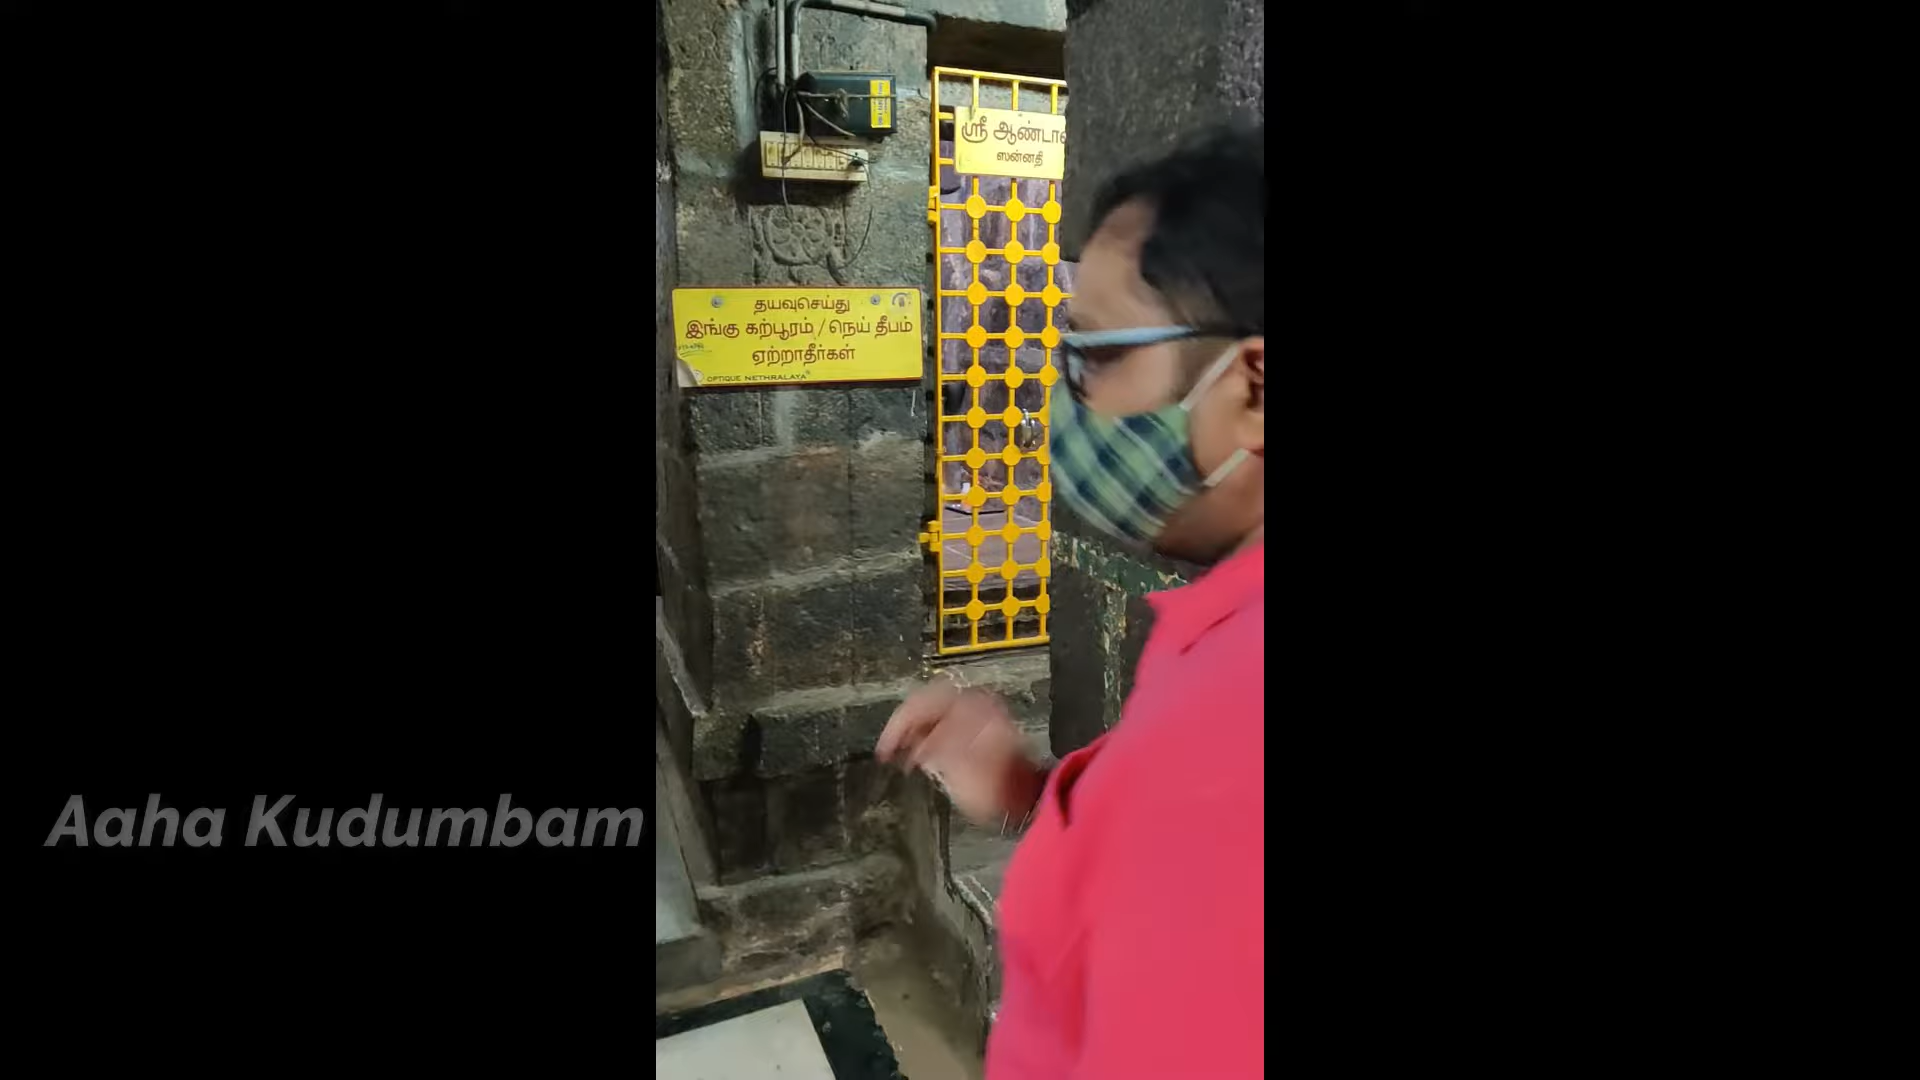 ஸ்ரீ ஆண்டாள்
ஸன்னதி
தயவுசெய்து
இங்கு கற்பூரம் / நெய் தீபம்
ஏற்றாதீர்கள்
OPTIQUE NETHRALAYA
Aaha Kudumbam